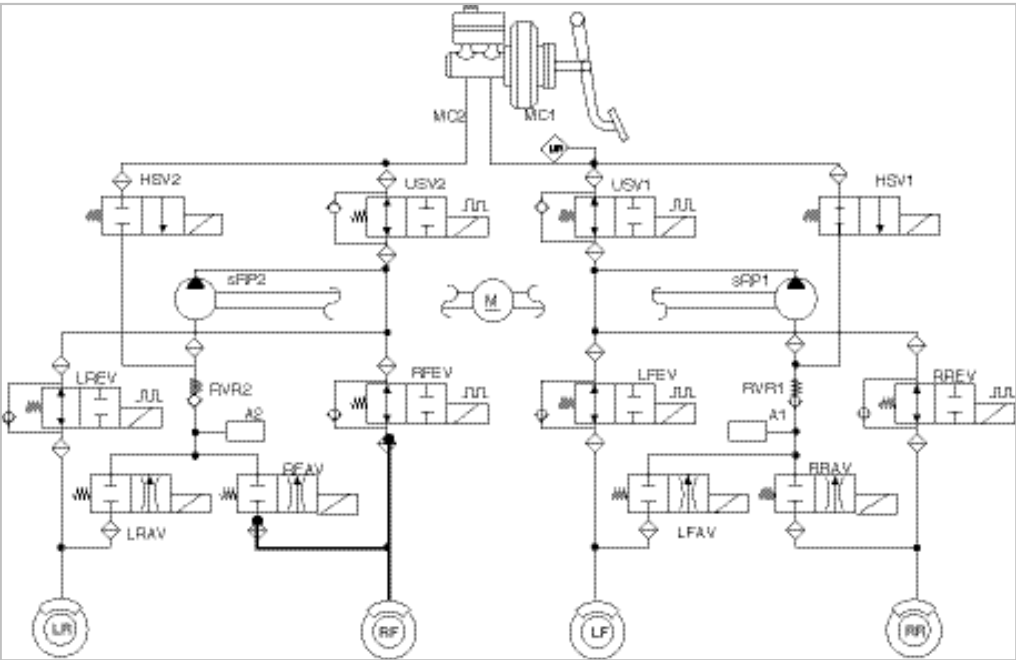 MC2
MC1
HSV2
USV2
USV1
HSV1
sRP2
M
sRP1
LREV
RVR2
RFEV
LFEV
RVR1
RREV
A2
A1
RFAV
RRAV
LRAV
LFAV
LR
RF
LF
RR